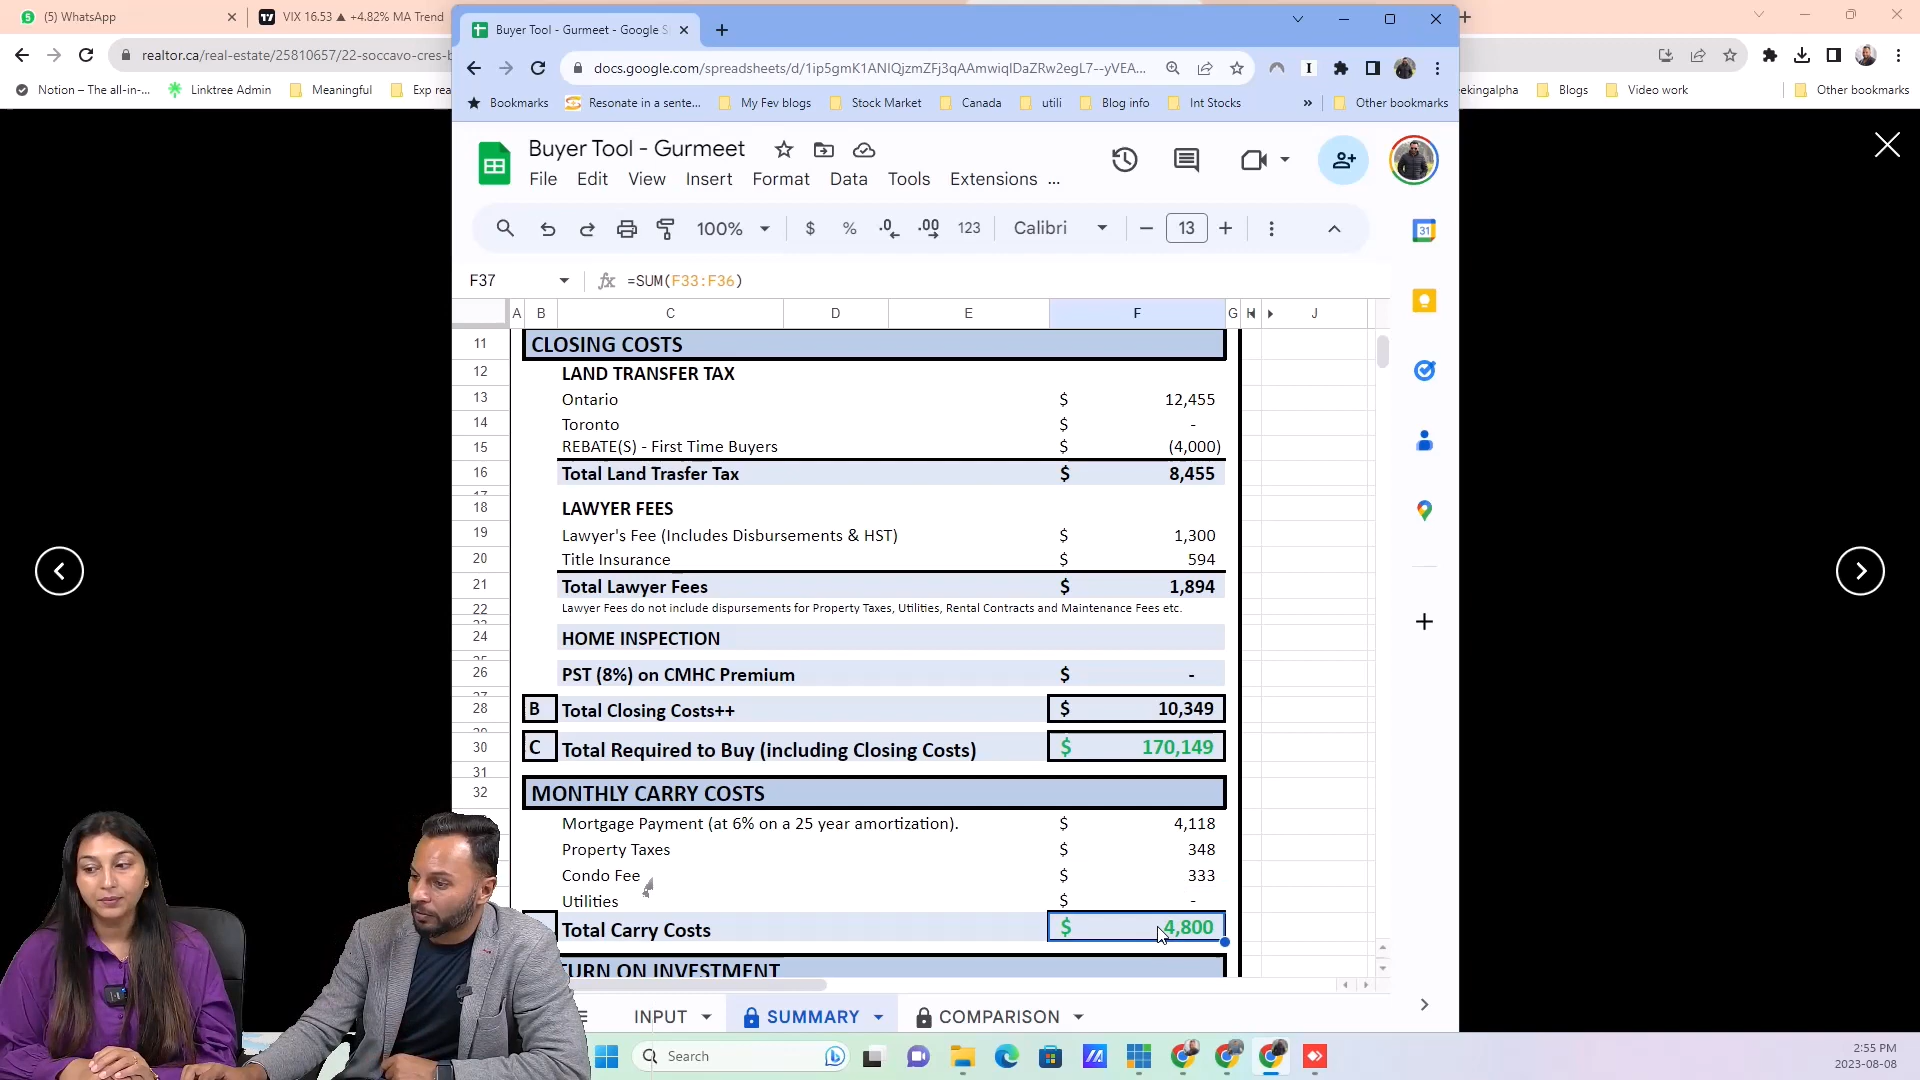 (5) WhatsApp
VIX 16.53 ▲ +4.82% MA Trend
Buyer Tool - Gurmeet - Google S
realtor.ca/real-estate/25810657/22-soccavo-cres-b
docs.google.com/spreadsheets/d/1ip5gmK1ANIQjzmZFj3qAAmwiqIDaZRw2egL7--yVEA...
Notion – The all-in-...
Linktree Admin
Meaningful
Exp rea
Bookmarks
Resonate in a sente...
My Fev blogs
Stock Market
Canada
utili
Blog info
Int Stocks
»
Other bookmarks
eekingalpha
Blogs
Video work
Other bookmarks
Buyer Tool - Gurmeet
File Edit View Insert Format Data Tools Extensions ...
100% $ % .0 .00 123 Calibri 13
F37 fx =SUM(F33:F36)
A B C D E F G H J
11 CLOSING COSTS
12 LAND TRANSFER TAX
13 Ontario $ 12,455
14 Toronto $ -
15 REBATE(S) - First Time Buyers $ (4,000)
16 Total Land Trasfer Tax $ 8,455
17
18 LAWYER FEES
19 Lawyer's Fee (Includes Disbursements & HST) $ 1,300
20 Title Insurance $ 594
21 Total Lawyer Fees $ 1,894
22 Lawyer Fees do not include dispursements for Property Taxes, Utilities, Rental Contracts and Maintenance Fees etc.
24 HOME INSPECTION
26 PST (8%) on CMHC Premium $ -
28 B Total Closing Costs++ $ 10,349
30 C Total Required to Buy (including Closing Costs) $ 170,149
31
32 MONTHLY CARRY COSTS
Mortgage Payment (at 6% on a 25 year amortization). $ 4,118
Property Taxes $ 348
Condo Fee $ 333
Utilities $ -
Total Carry Costs $ 4,800
TURN ON INVESTMENT
INPUT SUMMARY COMPARISON
31
Search
2:55 PM
2023-08-08